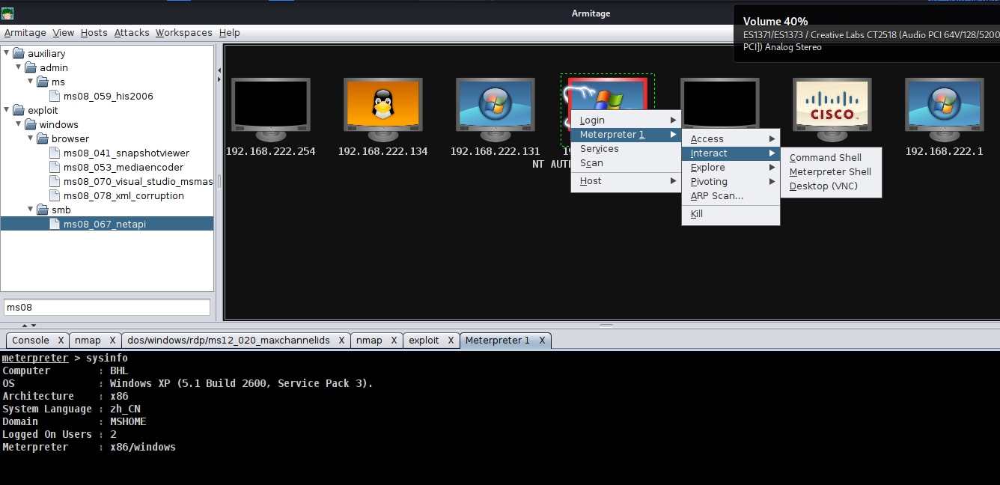 Armitage
Volume 40%
ES1371/ES1373 / Creative Labs CT2518 (Audio PCI 64V/128/5200
PCI]) Analog Stereo
Armitage View Hosts Attacks Workspaces Help
auxiliary
admin
ms
ms08_059_his2006
exploit
windows
browser
ms08_041_snapshotviewer
ms08_053_mediaencoder
ms08_070_visual_studio_msmas
ms08_078_xml_corruption
smb
ms08_067_netapi
ms08
CISCO
192.168.222.254 192.168.222.134 192.168.222.131 19 192.168.222.1
NT AUT
Login
Meterpreter 1
Services
Scan
Host
Access
Interact
Explore
Pivoting
ARP Scan...
Kill
Command Shell
Meterpreter Shell
Desktop (VNC)
Console X nmap X dos/windows/rdp/ms12_020_maxchannelids X nmap X exploit X Meterpreter 1 X
meterpreter > sysinfo
Computer : BHL
OS : Windows XP (5.1 Build 2600, Service Pack 3).
Architecture : x86
System Language : zh_CN
Domain : MSHOME
Logged On Users : 2
Meterpreter : x86/windows